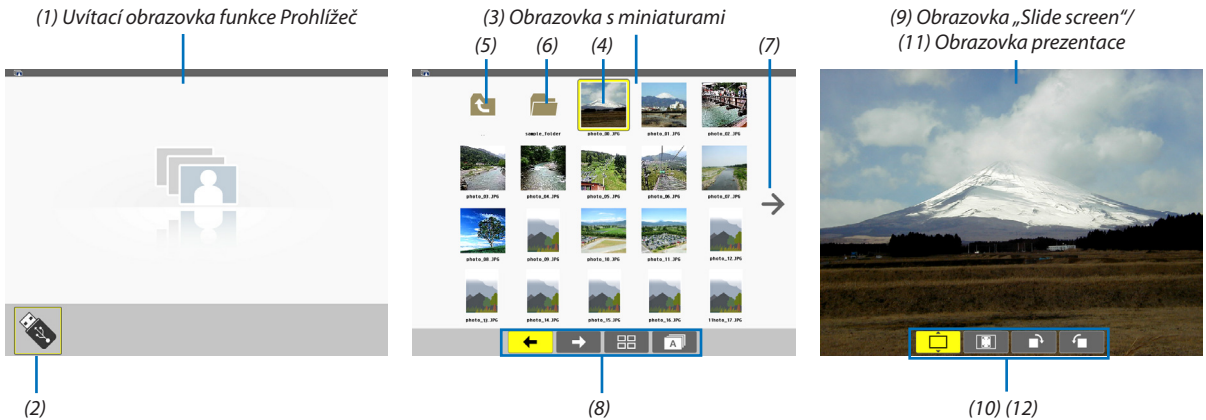 (1) Uvítací obrazovka funkce Prohlížeč
(3) Obrazovka s miniaturami
(9) Obrazovka „Slide screen“/
(11) Obrazovka prezentace
(5) (6) (4) (7)
sample_folder photo_00.JPG photo_01.JPG photo_02.JPG
photo_03.JPG photo_04.JPG photo_05.JPG photo_06.JPG photo_07.JPG
photo_08.JPG photo_09.JPG photo_10.JPG photo_11.JPG photo_12.JPG
photo_13.JPG photo_14.JPG photo_15.JPG photo_16.JPG photo_17.JPG
A
(2)
(8)
(10) (12)